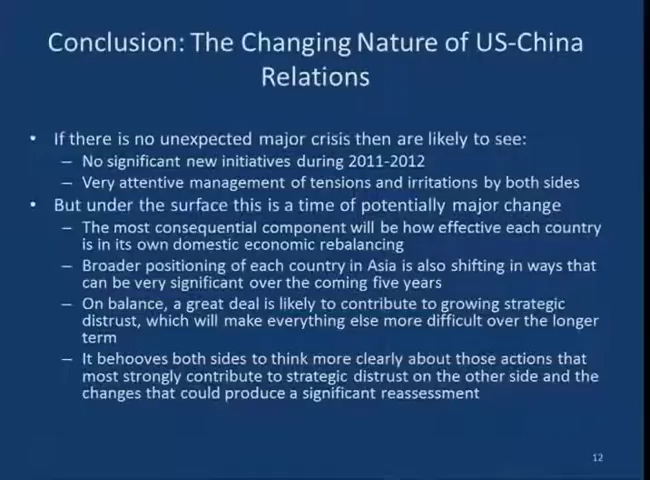 Conclusion: The Changing Nature of US-China
Relations
• If there is no unexpected major crisis then are likely to see:
– No significant new initiatives during 2011-2012
– Very attentive management of tensions and irritations by both sides
• But under the surface this is a time of potentially major change
– The most consequential component will be how effective each country
is in its own domestic economic rebalancing
– Broader positioning of each country in Asia is also shifting in ways that
can be very significant over the coming five years
– On balance, a great deal is likely to contribute to growing strategic
distrust, which will make everything else more difficult over the longer
term
– It behooves both sides to think more clearly about those actions that
most strongly contribute to strategic distrust on the other side and the
changes that could produce a significant reassessment
12